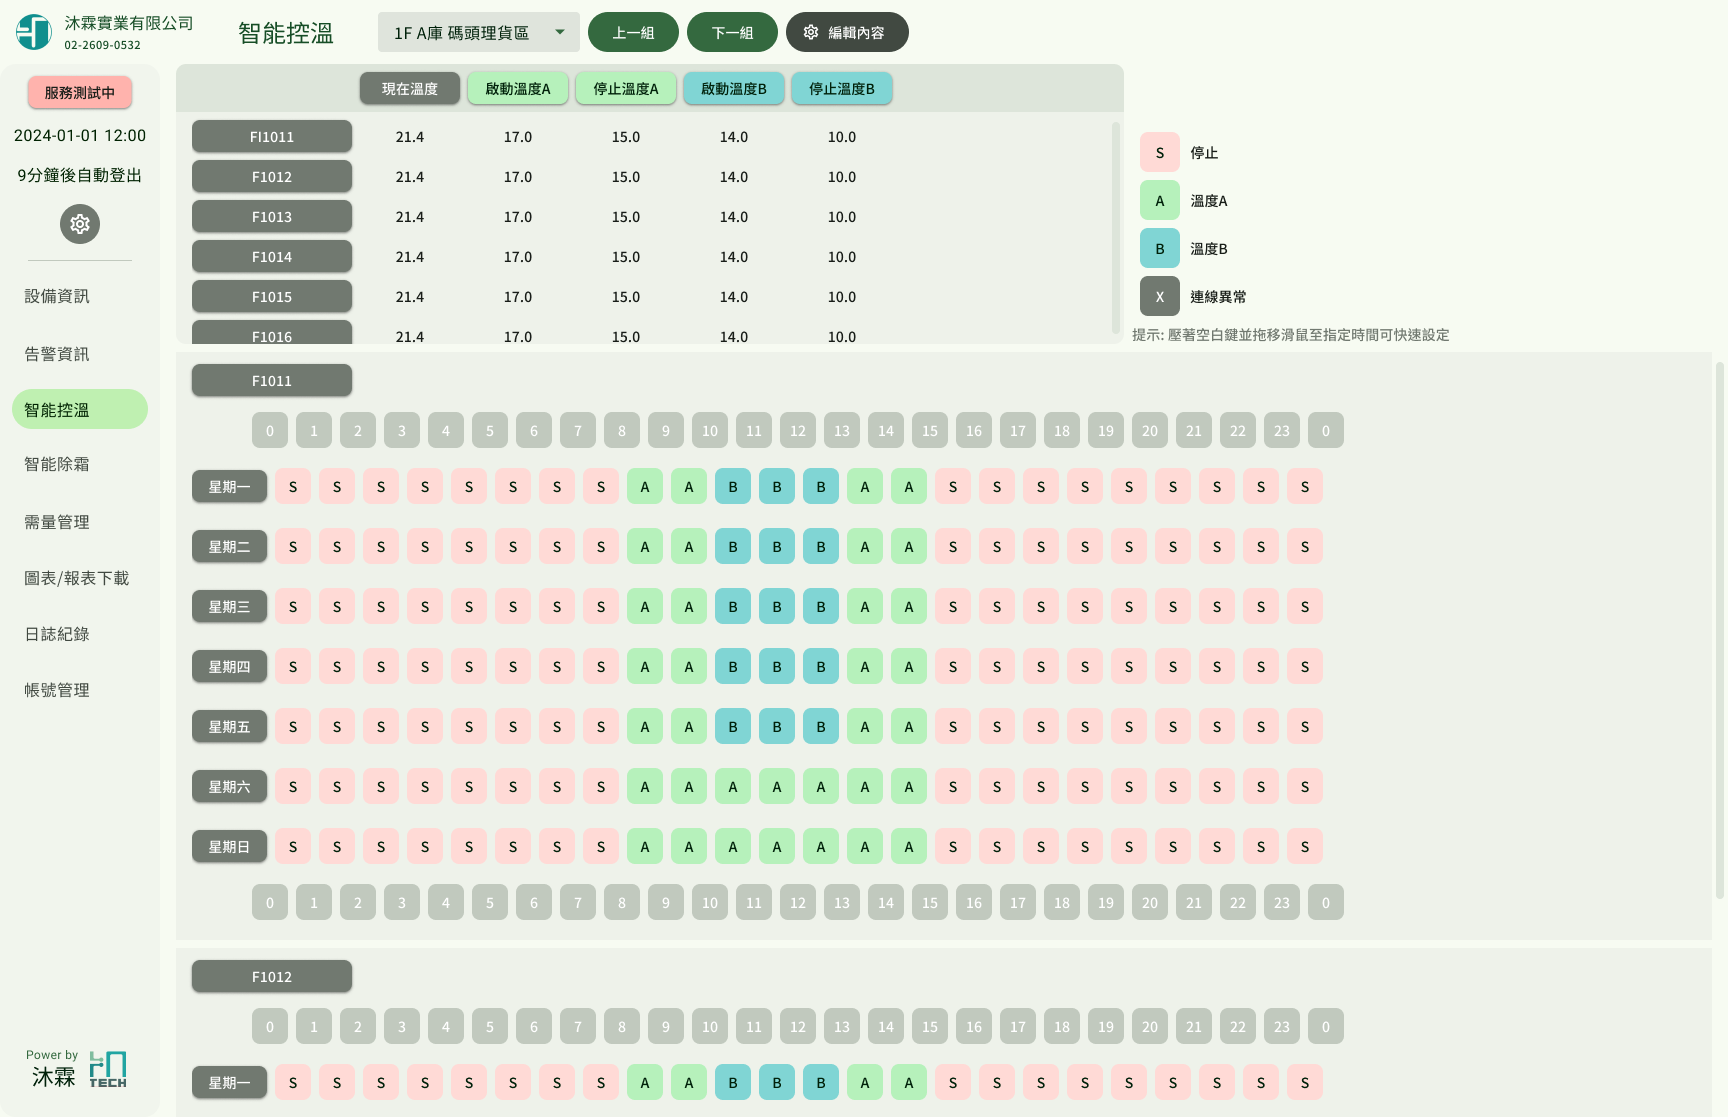 沐霖實業有限公司
02-2609-0532
智能控溫
1F A庫 碼頭理貨區
上一組
下一組
編輯內容
服務測試中
2024-01-01 12:00
9分鐘後自動登出
設備資訊
告警資訊
智能控溫
智能除霜
需量管理
圖表/報表下載
日誌紀錄
帳號管理
Power by
沐霖
TECH
現在溫度 啟動溫度A 停止溫度A 啟動溫度B 停止溫度B
FI1011 21.4 17.0 15.0 14.0 10.0
F1012 21.4 17.0 15.0 14.0 10.0
F1013 21.4 17.0 15.0 14.0 10.0
F1014 21.4 17.0 15.0 14.0 10.0
F1015 21.4 17.0 15.0 14.0 10.0
F1016 21.4 17.0 15.0 14.0 10.0
S 停止
A 溫度A
B 溫度B
X 連線異常
提示: 壓著空白鍵並拖移滑鼠至指定時間可快速設定
F1011
0 1 2 3 4 5 6 7 8 9 10 11 12 13 14 15 16 17 18 19 20 21 22 23 0
星期一 S S S S S S S S A A B B B A A S S S S S S S S S
星期二 S S S S S S S S A A B B B A A S S S S S S S S S
星期三 S S S S S S S S A A B B B A A S S S S S S S S S
星期四 S S S S S S S S A A B B B A A S S S S S S S S S
星期五 S S S S S S S S A A B B B A A S S S S S S S S S
星期六 S S S S S S S S A A A A A A A S S S S S S S S S
星期日 S S S S S S S S A A A A A A A S S S S S S S S S
0 1 2 3 4 5 6 7 8 9 10 11 12 13 14 15 16 17 18 19 20 21 22 23 0
F1012
0 1 2 3 4 5 6 7 8 9 10 11 12 13 14 15 16 17 18 19 20 21 22 23 0
星期一 S S S S S S S S A A B B B A A S S S S S S S S S